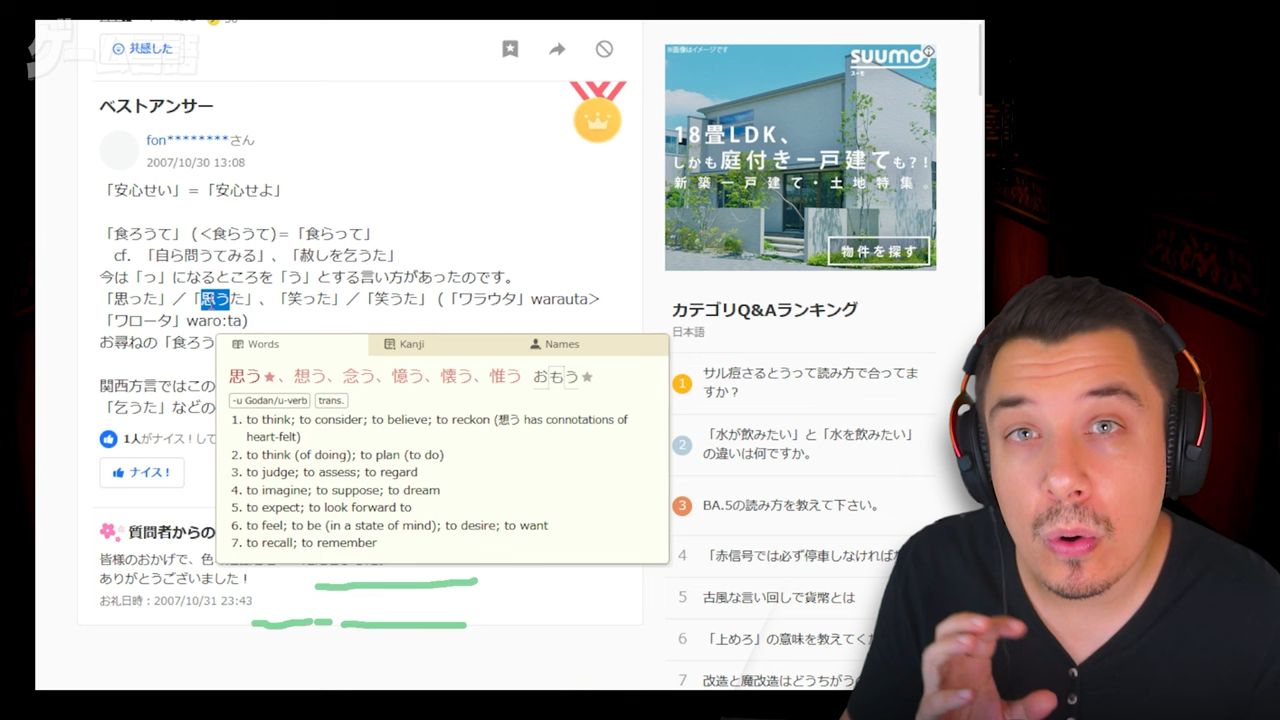 ゲーム言語
共感した
ベストアンサー
fon********さん
2007/10/30 13:08
「安心せい」＝「安心せよ」
「食ろうて」(＜食らうて)＝「食らって」
cf. 「自ら問うてみる」、「赦しを乞うた」
今は「っ」になるところを「う」とする言い方があったのです。
「思った」／「思うた」、「笑った」／「笑うた」(「ワラウタ」warauta>
「ワロータ」waro:ta)
お尋ねの「食ろう
関西方言ではこの
「乞うた」などの
1人がナイス！して
ナイス！
質問者からの
皆様のおかげで、色
ありがとうございました！
お礼日時：2007/10/31 23:43
Words
Kanji
Names
思う★、想う、念う、憶う、懐う、惟う おもう★
-u Godan/u-verb trans.
1. to think; to consider; to believe; to reckon (想う has connotations of
heart-felt)
2. to think (of doing); to plan (to do)
3. to judge; to assess; to regard
4. to imagine; to suppose; to dream
5. to expect; to look forward to
6. to feel; to be (in a state of mind); to desire; to want
7. to recall; to remember
※画像はイメージです
suumo
スーモ
18畳LDK、
しかも庭付き一戸建ても?!
新築一戸建て・土地特集。
物件を探す
カテゴリQ&Aランキング
日本語
1 サル痘さるとうって読み方で合ってま
すか？
2 「水が飲みたい」と「水を飲みたい」
の違いは何ですか。
3 BA.5の読み方を教えて下さい。
4 「赤信号では必ず停車しなければ
5 古風な言い回しで貨幣とは
6 「止めろ」の意味を教えてく
7 改造と魔改造はどうちがう